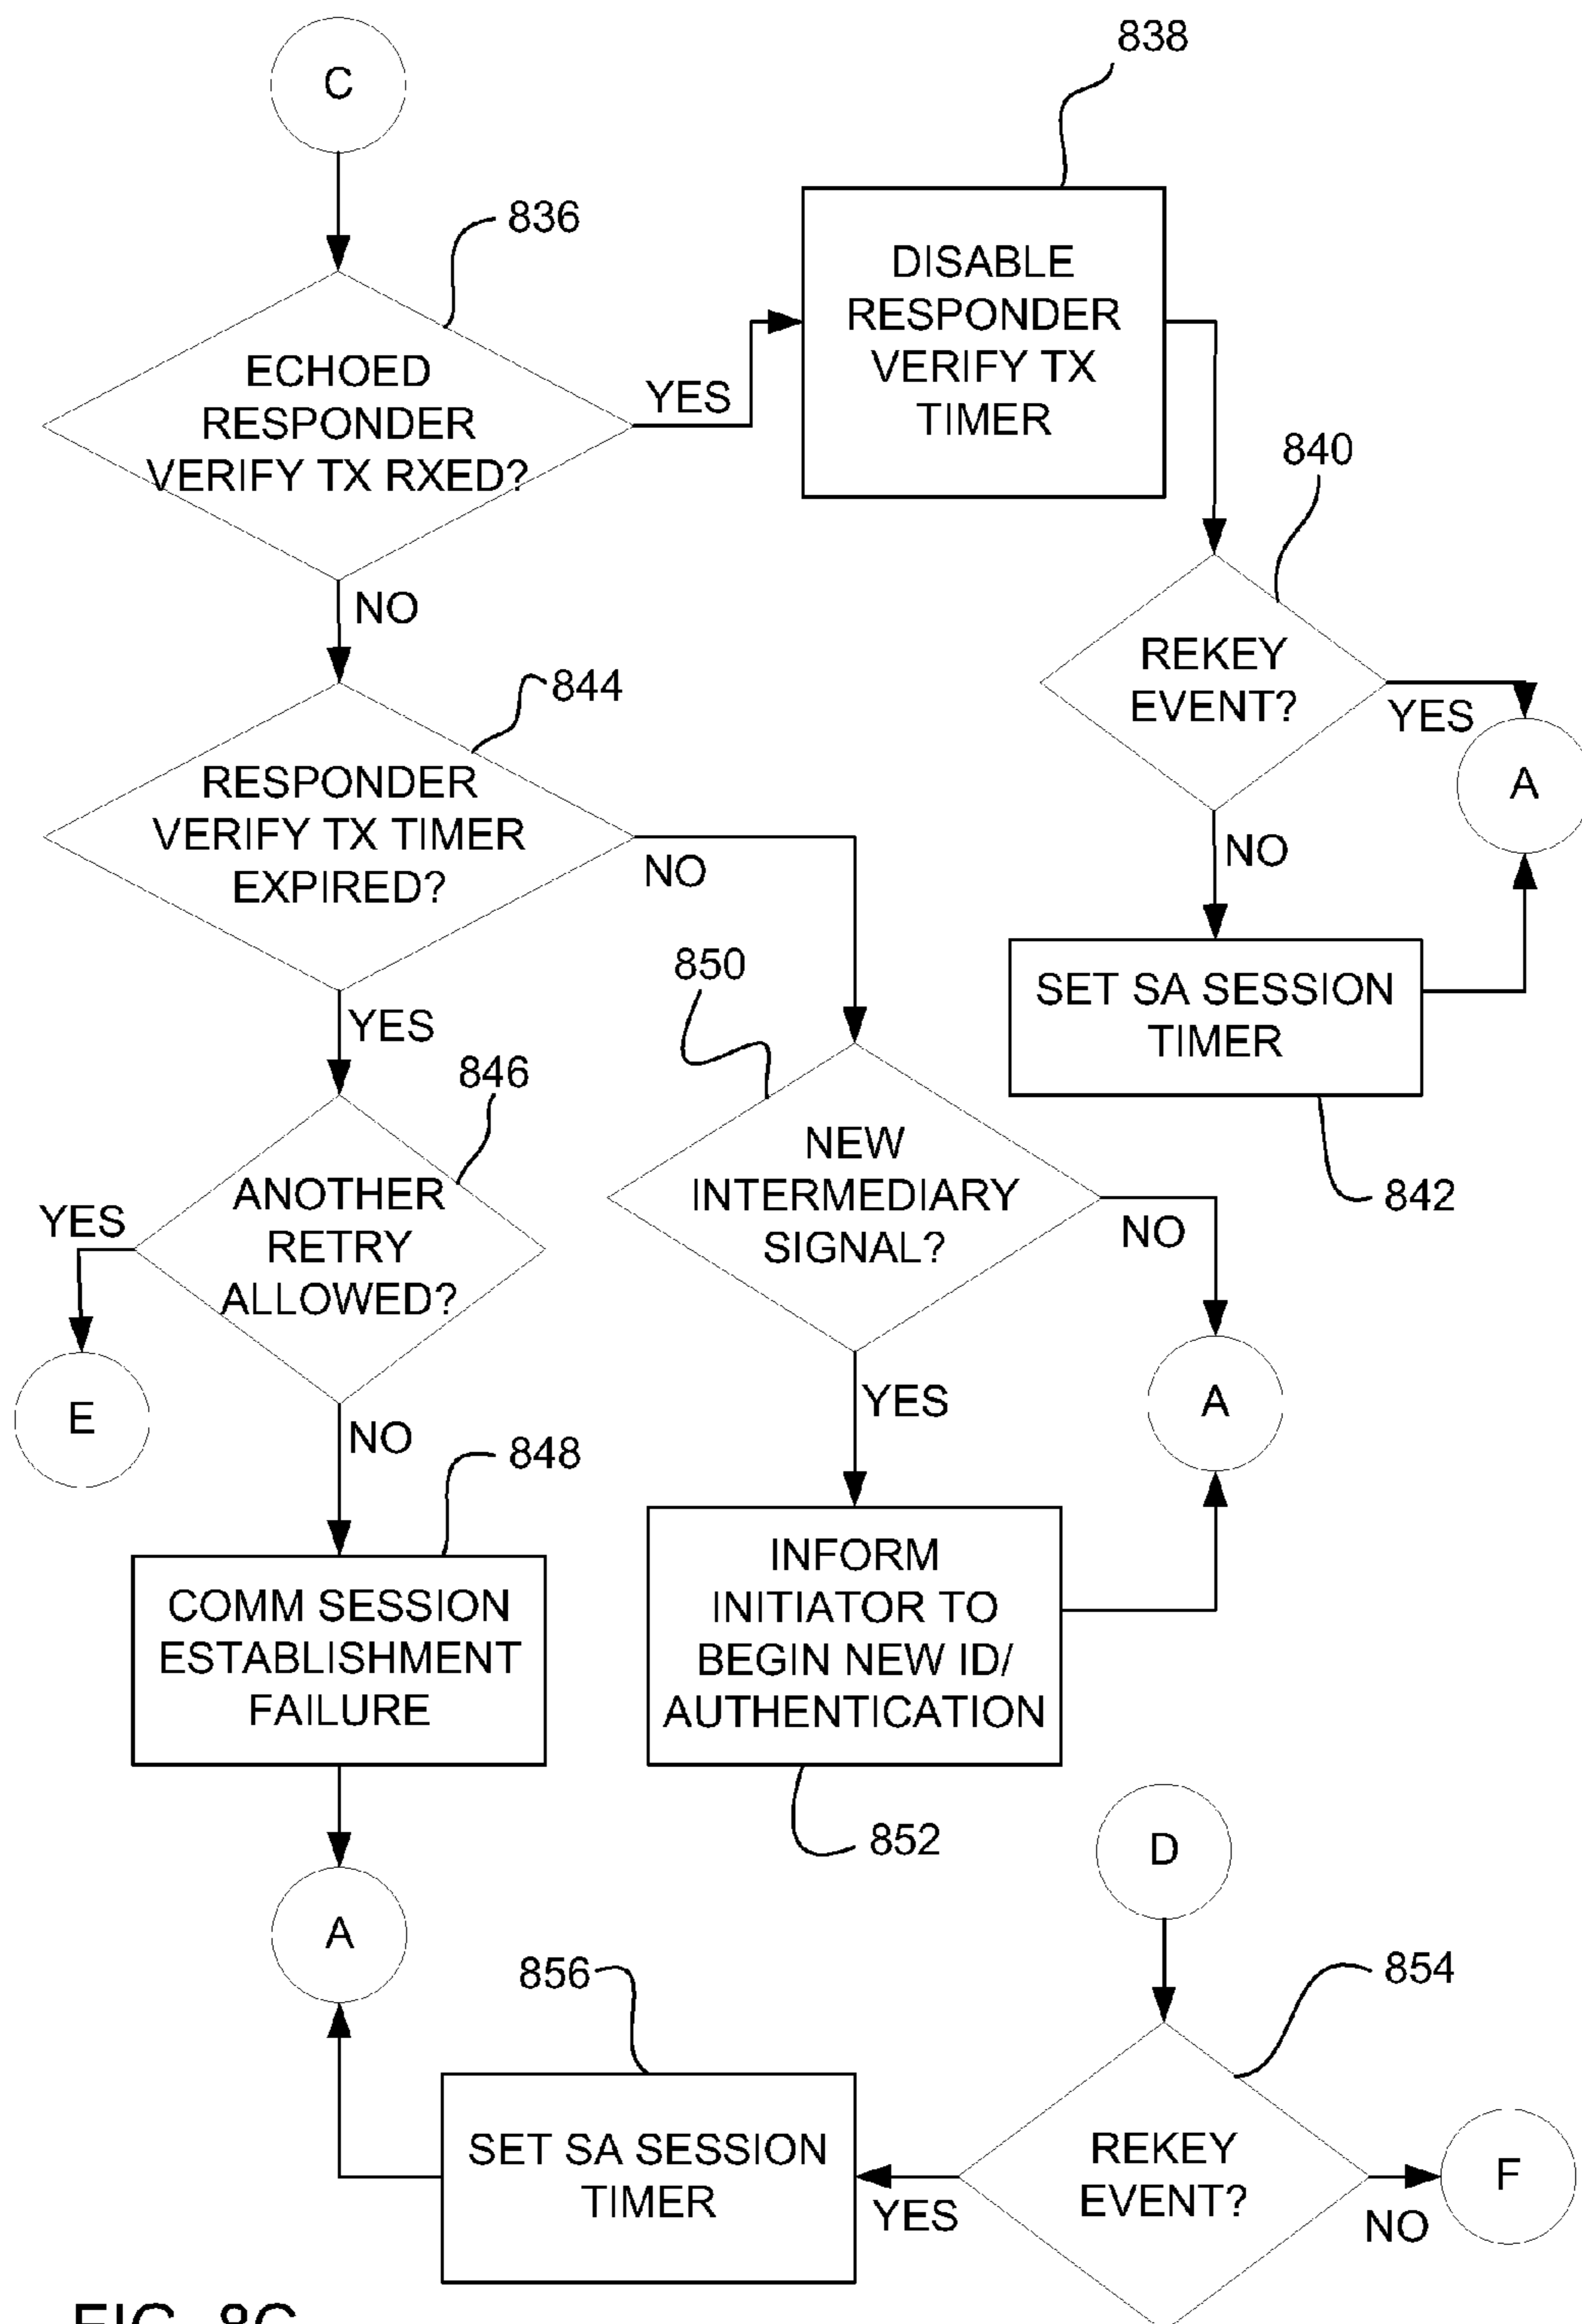 C
838
836
ECHOED
RESPONDER
VERIFY TX RXED?
YES
DISABLE
RESPONDER
VERIFY TX
TIMER
840
NO
REKEY
EVENT?
YES
A
844
RESPONDER
VERIFY TX TIMER
EXPIRED?
NO
NO
SET SA SESSION
TIMER
842
850
YES
846
NEW
INTERMEDIARY
SIGNAL?
NO
A
ANOTHER
RETRY
ALLOWED?
YES
E
YES
NO
848
COMM SESSION
ESTABLISHMENT
FAILURE
INFORM
INITIATOR TO
BEGIN NEW ID/
AUTHENTICATION
852
A
D
856
854
SET SA SESSION
TIMER
YES
REKEY
EVENT?
NO
F
FIG. 8C